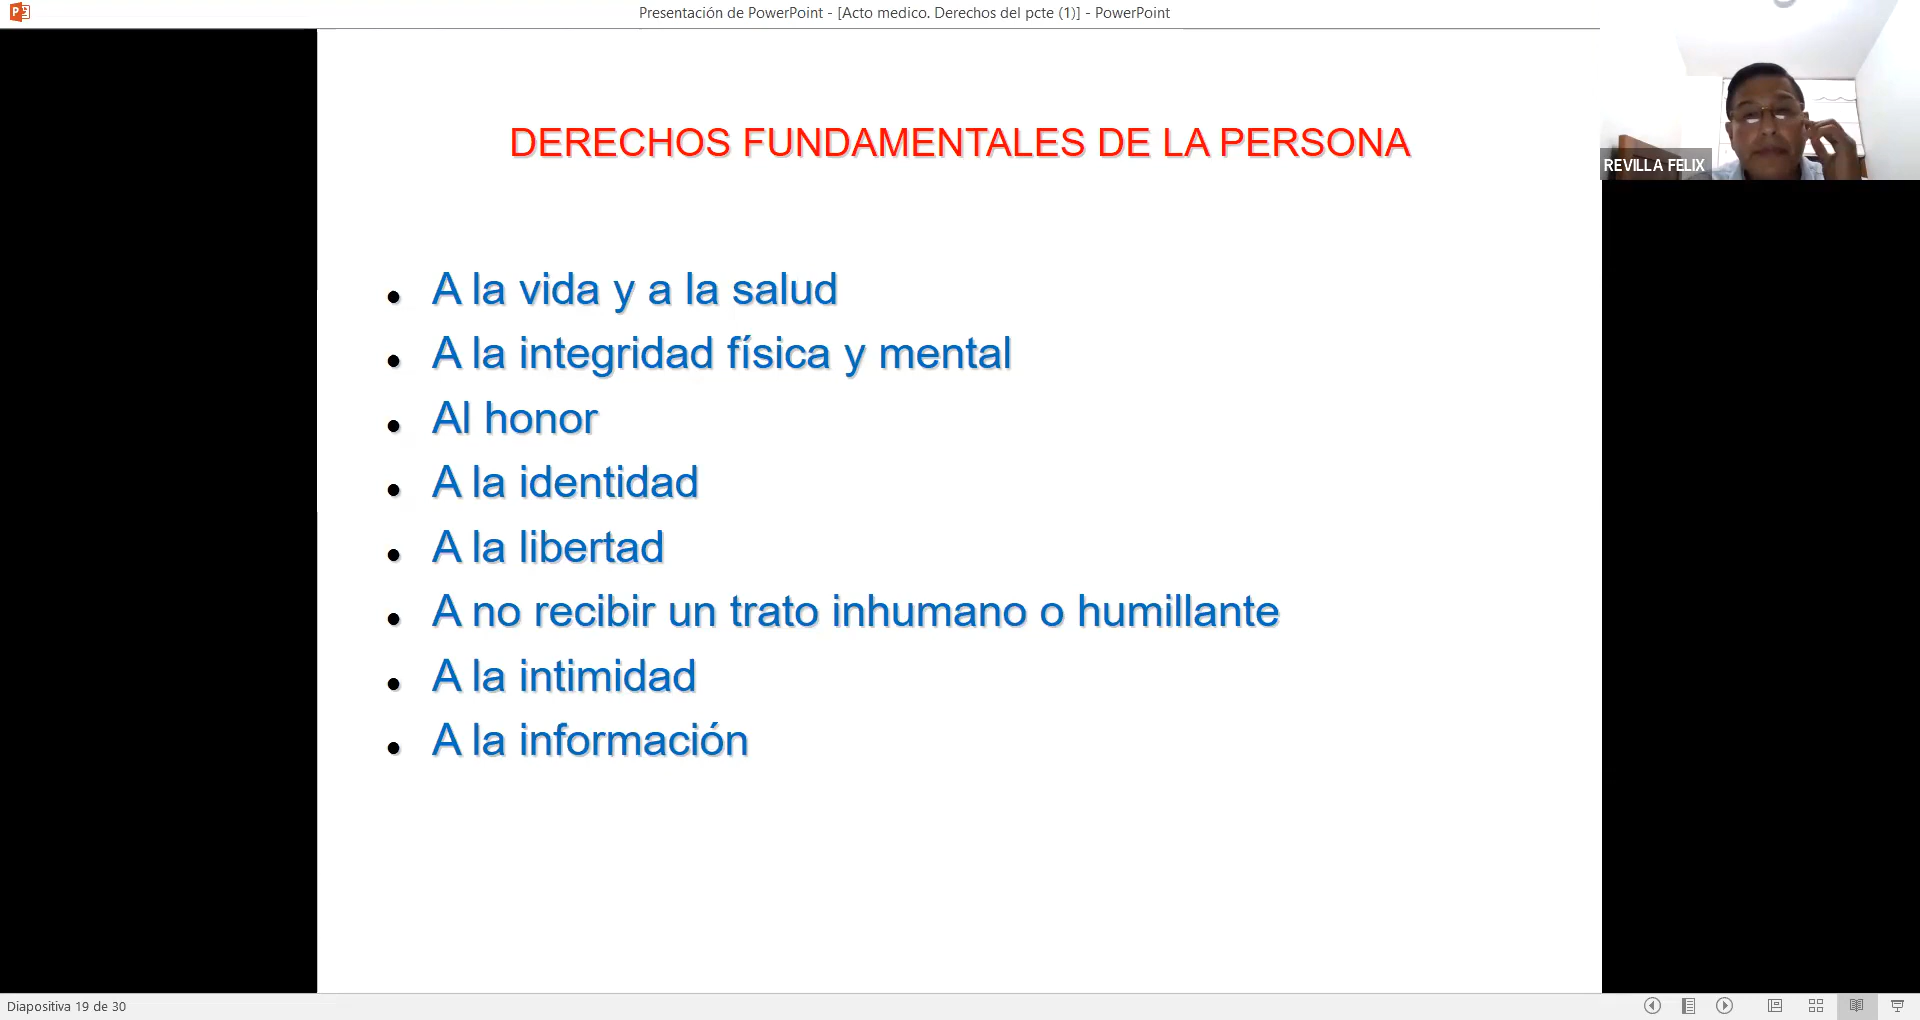 Presentación de PowerPoint - [Acto medico. Derechos del pcte (1)] - PowerPoint
DERECHOS FUNDAMENTALES DE LA PERSONA
REVILLA FELIX
• A la vida y a la salud
• A la integridad física y mental
• Al honor
• A la identidad
• A la libertad
• A no recibir un trato inhumano o humillante
• A la intimidad
• A la información
Diapositiva 19 de 30